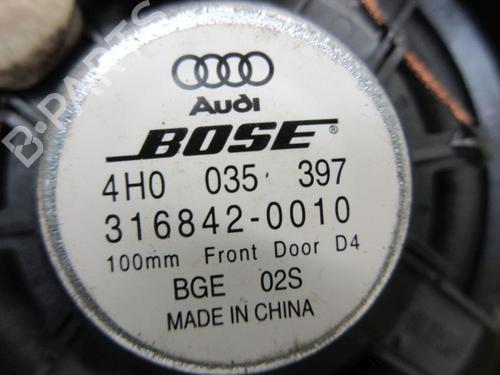 Audi
BOSE®
4H0 035 397
316842-0010
100mm Front Door D4
BGE 02S
MADE IN CHINA
B-PARTS